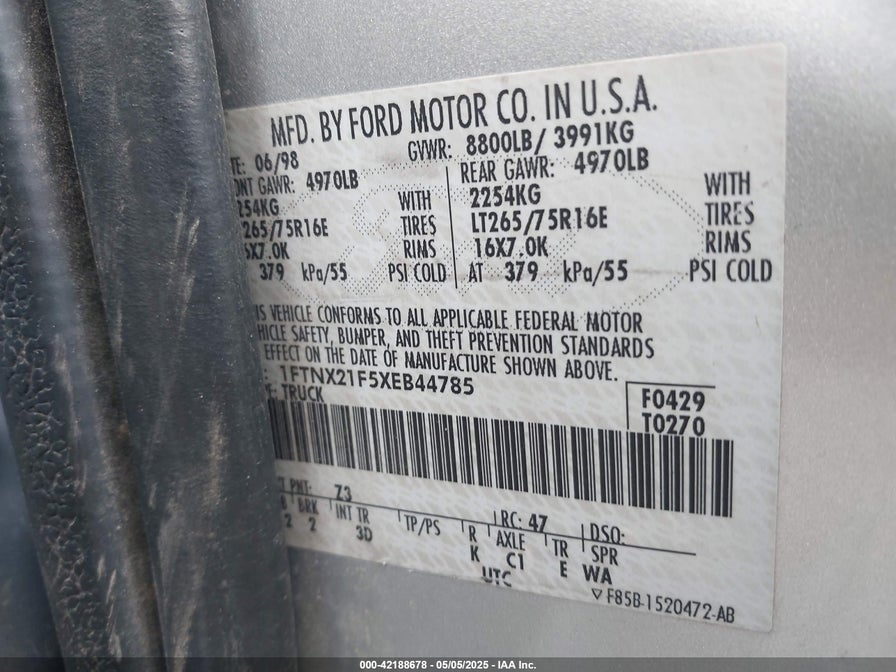 MFD. BY FORD MOTOR CO. IN U.S.A.
TE: 06/98 GVWR: 8800LB/ 3991KG
ONT GAWR: 4970LB REAR GAWR: 4970LB
254KG WITH 2254KG WITH
265/75R16E TIRES LT265/75R16E TIRES
6X7.0K RIMS 16X7.0K RIMS
379 kPa/55 PSI COLD AT 379 kPa/55 PSI COLD
IS VEHICLE CONFORMS TO ALL APPLICABLE FEDERAL MOTOR
HICLE SAFETY, BUMPER, AND THEFT PREVENTION STANDARDS
EFFECT ON THE DATE OF MANUFACTURE SHOWN ABOVE.
: 1FTNX21F5XEB44785
: TRUCK F0429
T0270
PNT: Z3 RC: 47 DSO:
BRK INT TR TP/PS R AXLE TR SPR
2 2 3D K C1 E WA
UTC
▽F85B-1520472-AB
000-42188678 - 05/05/2025 - IAA Inc.